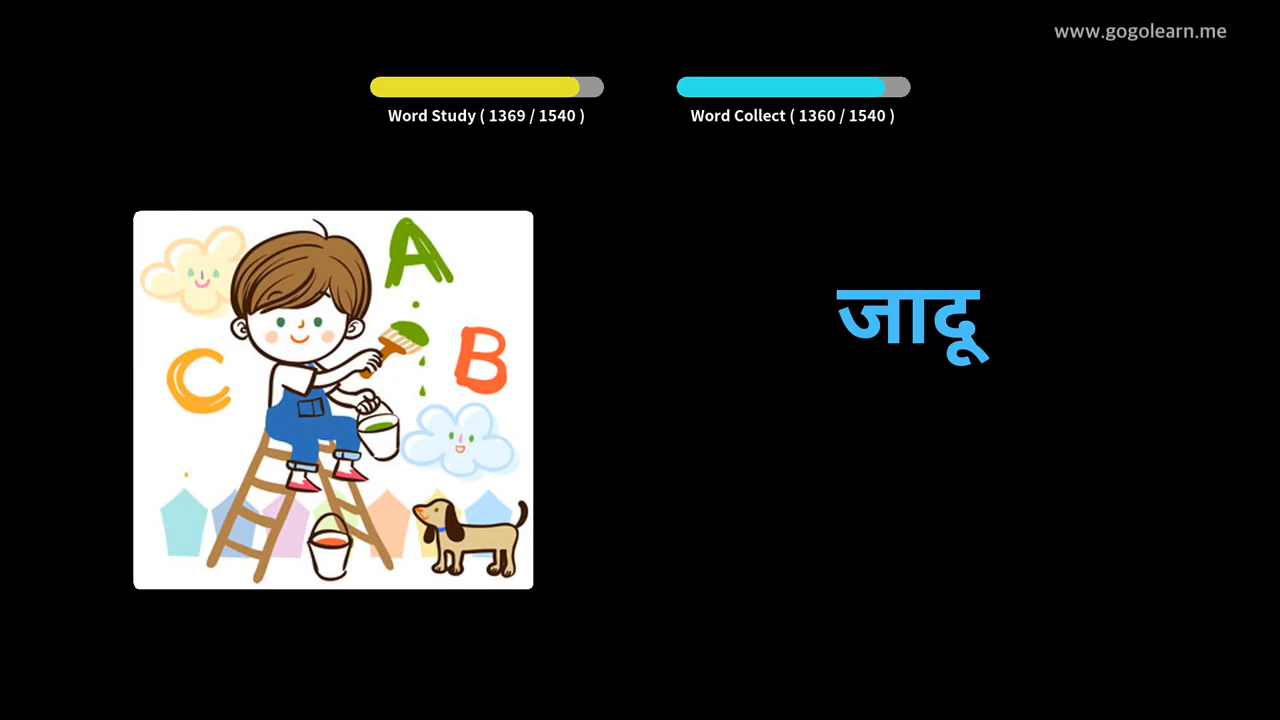 www.gogolearn.me
Word Study ( 1369 / 1540 )
Word Collect ( 1360 / 1540 )
A
B
C
जादू